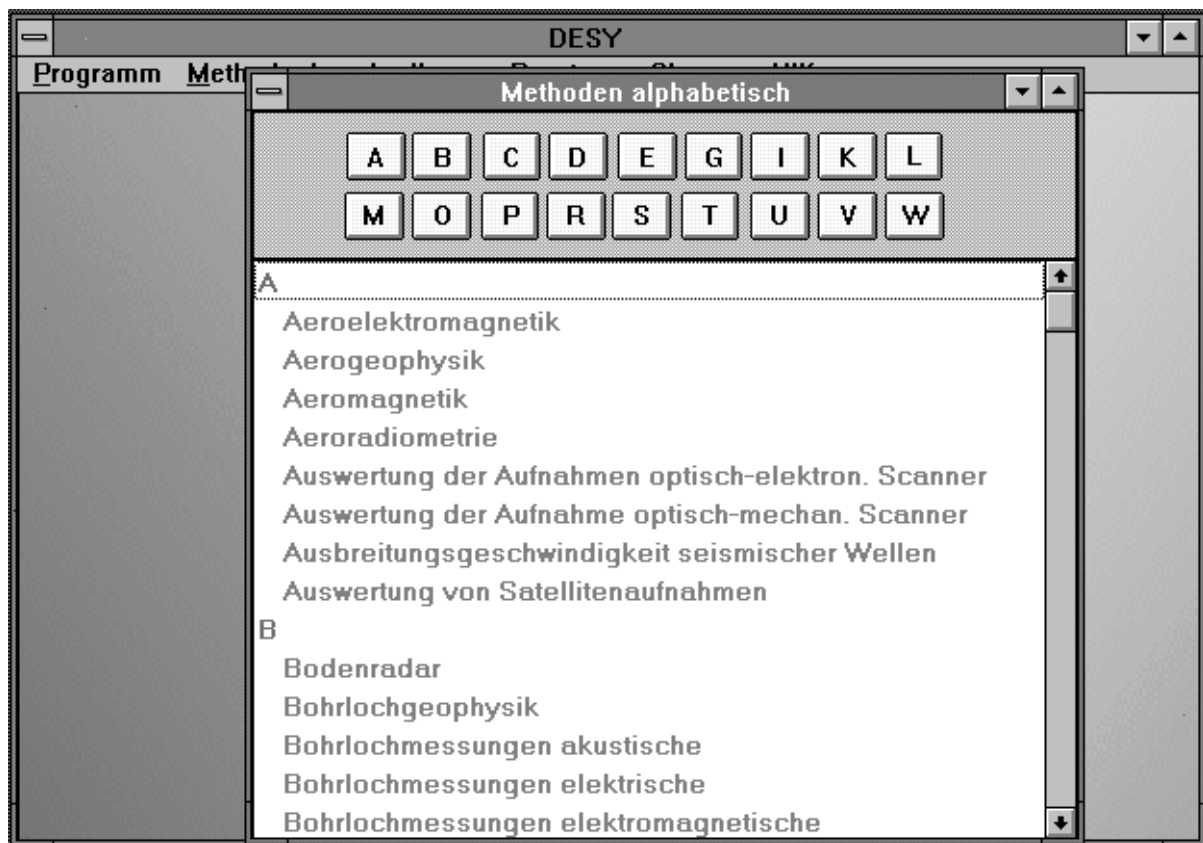 DESY
Programm
Methoden alphabetisch
A B C D E G I K L
M O P R S T U V W
A
Aeroelektromagnetik
Aerogeophysik
Aeromagnetik
Aeroradiometrie
Auswertung der Aufnahmen optisch-elektron. Scanner
Auswertung der Aufnahme optisch-mechan. Scanner
Ausbreitungsgeschwindigkeit seismischer Wellen
Auswertung von Satellitenaufnahmen
B
Bodenradar
Bohrlochgeophysik
Bohrlochmessungen akustische
Bohrlochmessungen elektrische
Bohrlochmessungen elektromagnetische